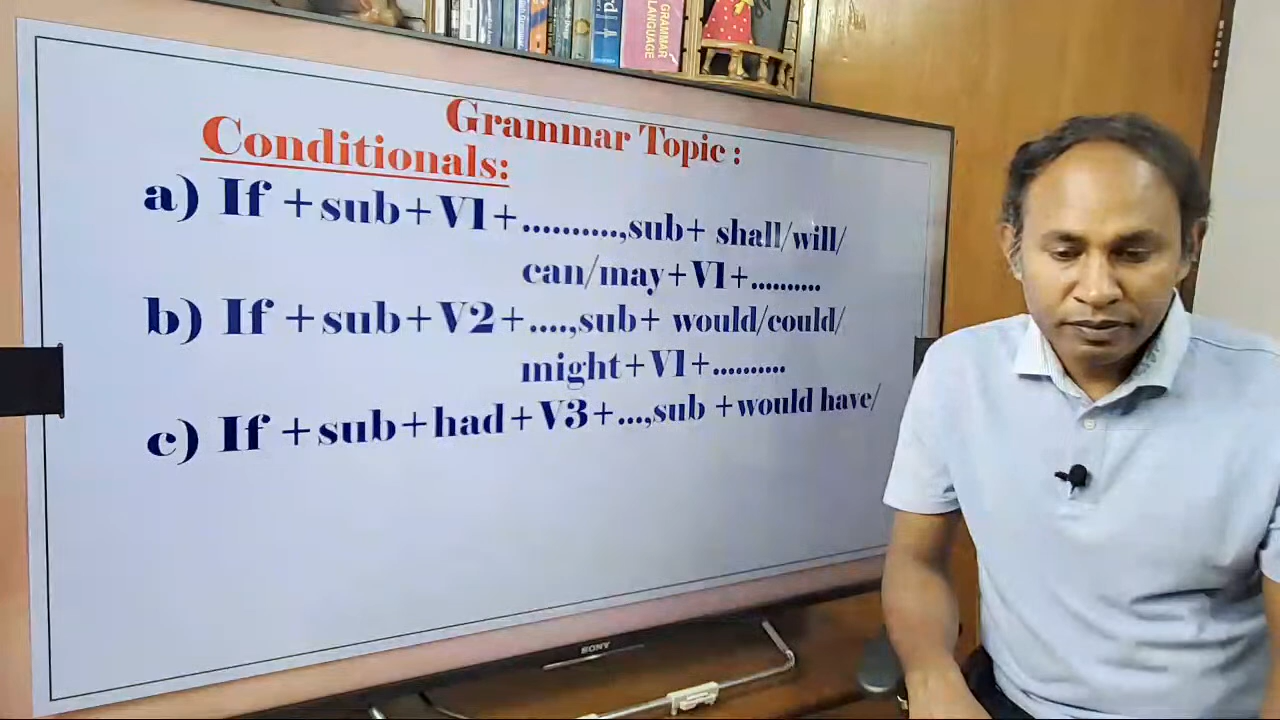 GRAMMAR
LANGUAGE
Grammar Topic :
Conditionals:
a) If +sub+V1+..........,sub+ shall/will/
can/may+V1+..........
b) If +sub+V2+....,sub+ would/could/
might+V1+..........
c) If +sub+had+V3+...,sub +would have/
SONY